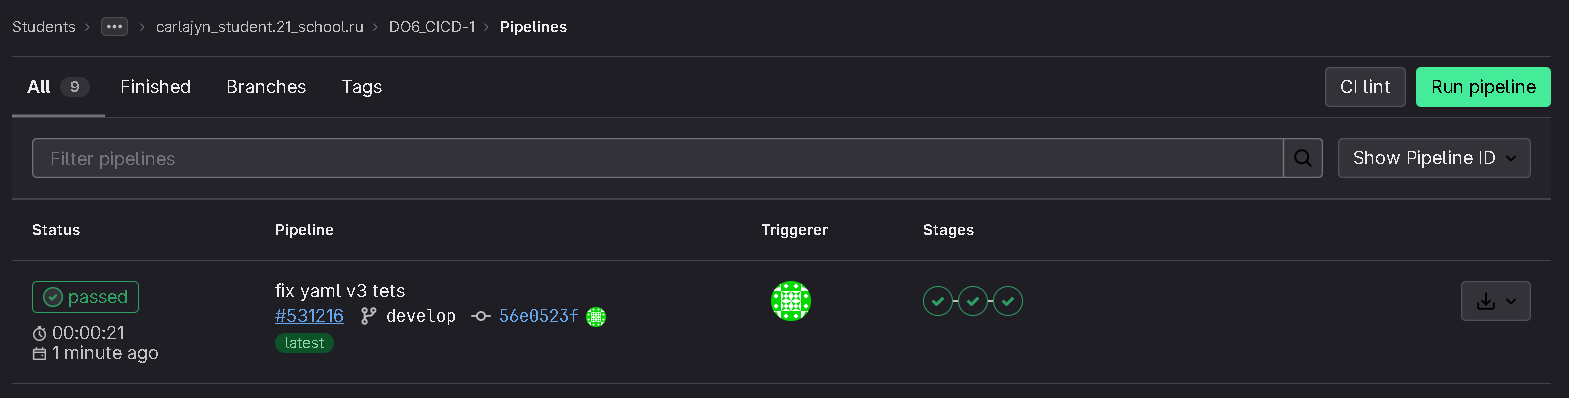 Students > ... > carlajyn_student.21_school.ru > DO6_CICD-1 > Pipelines
All 9 Finished Branches Tags CI lint Run pipeline
Filter pipelines Show Pipeline ID
Status Pipeline Triggerer Stages
passed fix yaml v3 tets
#531216 develop 56e0523f
00:00:21 latest
1 minute ago